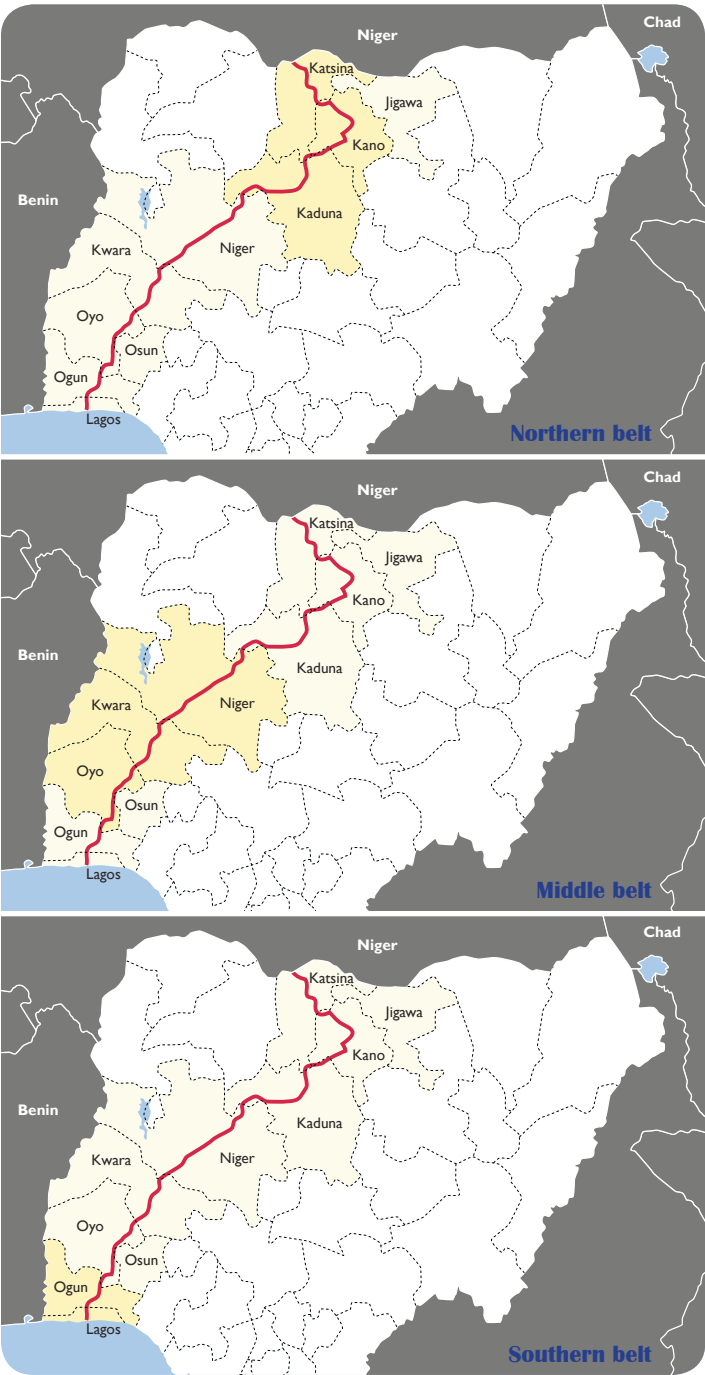 Niger
Chad
Katsina
Jigawa
Kano
Benin
Kaduna
Kwara
Niger
Oyo
Osun
Ogun
Lagos
Northern belt
Niger
Chad
Katsina
Jigawa
Kano
Benin
Kaduna
Kwara
Niger
Oyo
Osun
Ogun
Lagos
Middle belt
Niger
Chad
Katsina
Jigawa
Kano
Benin
Kaduna
Kwara
Niger
Oyo
Osun
Ogun
Lagos
Southern belt